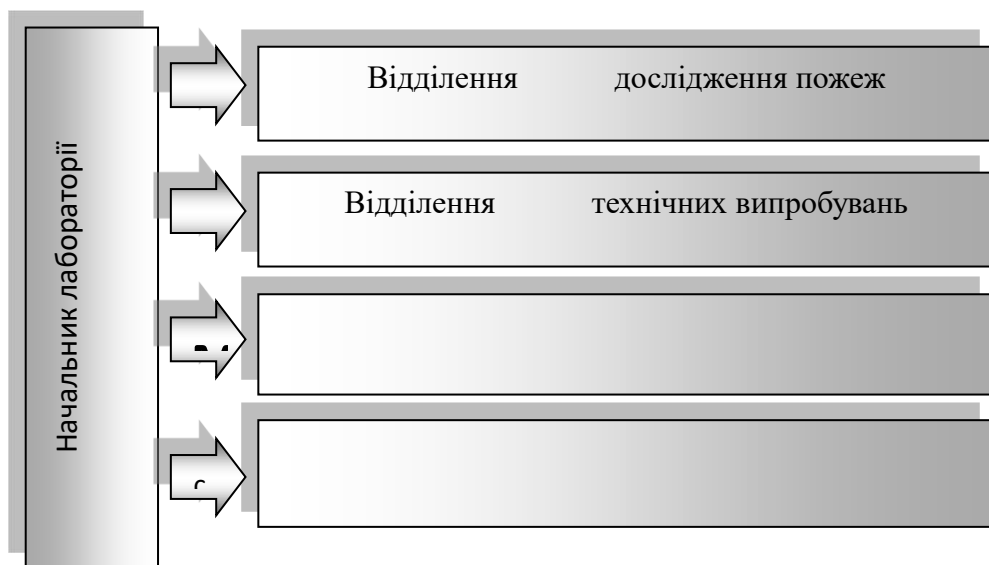 Начальник лабораторії
Відділення дослідження пожеж
Відділення технічних випробувань